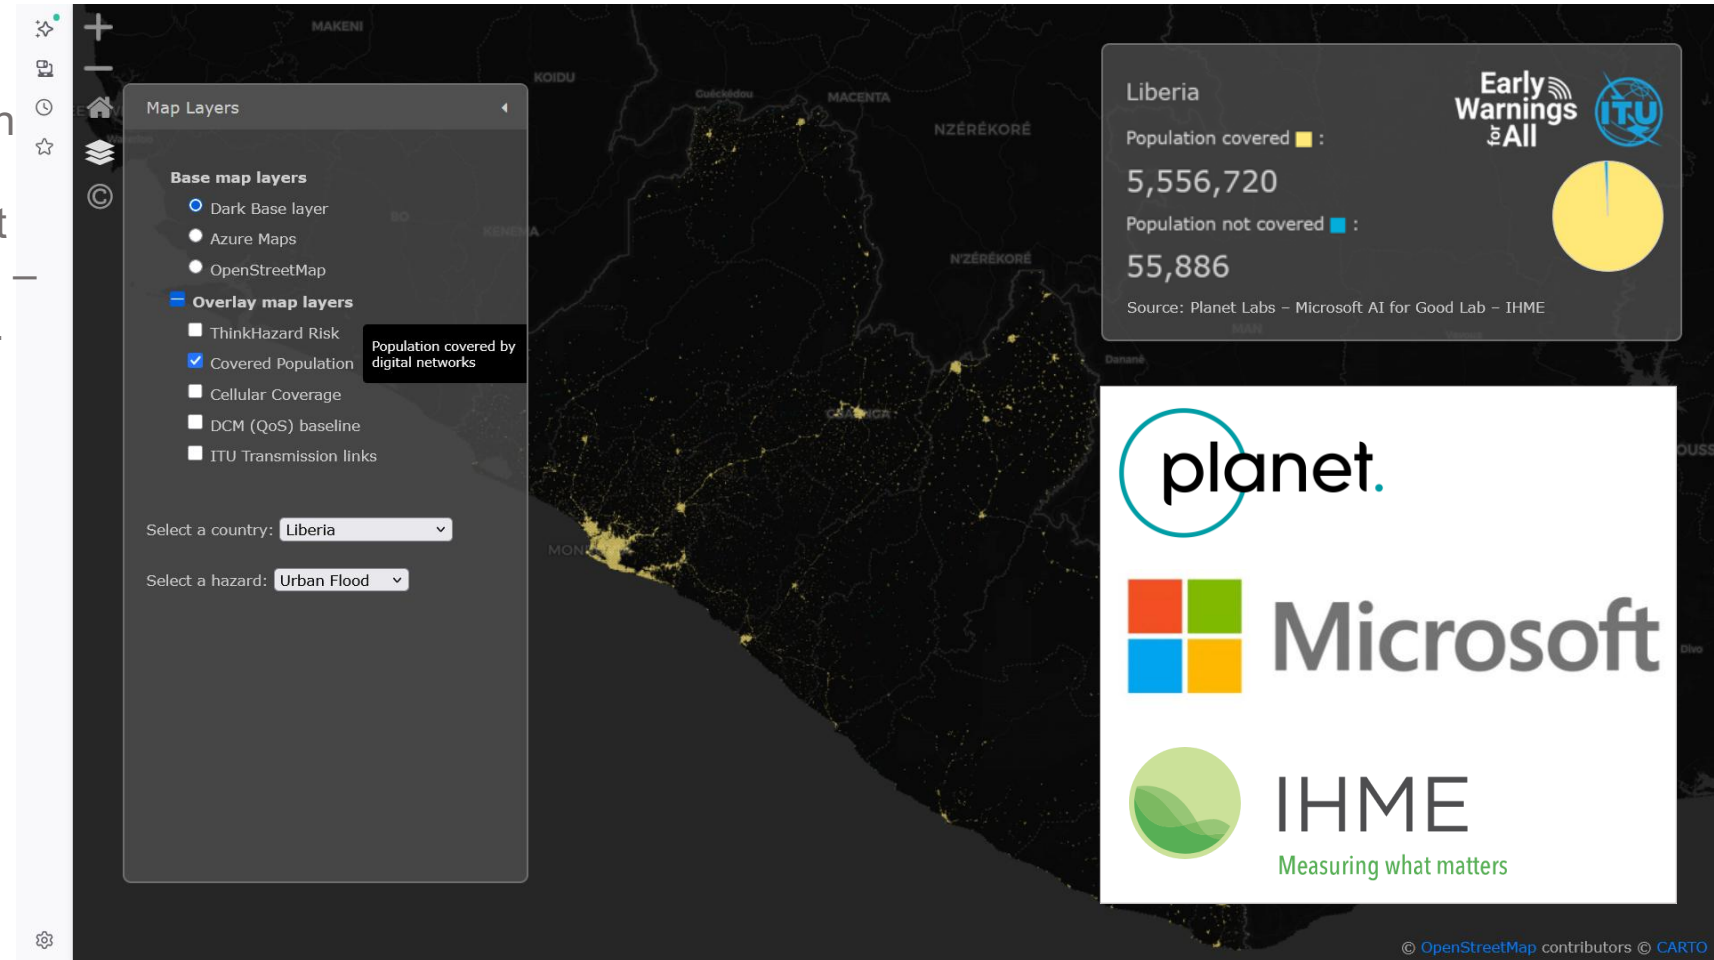 MAKENI
KOIDU
Guéckédou
MACENTA
NZÉRÉKORÉ
Map Layers
Base map layers
Dark Base layer
Azure Maps
OpenStreetMap
Overlay map layers
ThinkHazard Risk
Covered Population
Cellular Coverage
DCM (QoS) baseline
ITU Transmission links
Population covered by
digital networks
Select a country: Liberia
Select a hazard: Urban Flood
BO
KENEMA
N'ZÉRÉKORÉ
GBARNGA
Danané
MAN
Liberia
Population covered :
5,556,720
Population not covered :
55,886
Source: Planet Labs – Microsoft AI for Good Lab – IHME
Early
Warnings
for All
ITU
planet.
Microsoft
IHME
Measuring what matters
Divo
© OpenStreetMap contributors © CARTO